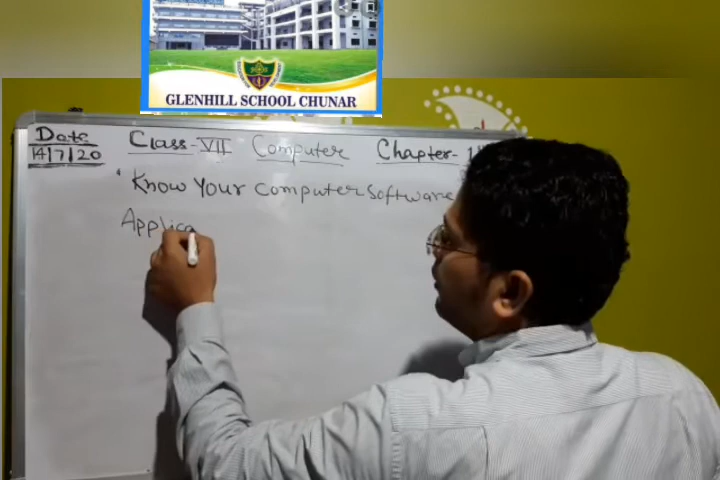 GLENHILL SCHOOL CHUNAR
Date Class-VII Computer Chapter-1
14/7/20
Know Your Computer Software
Applica